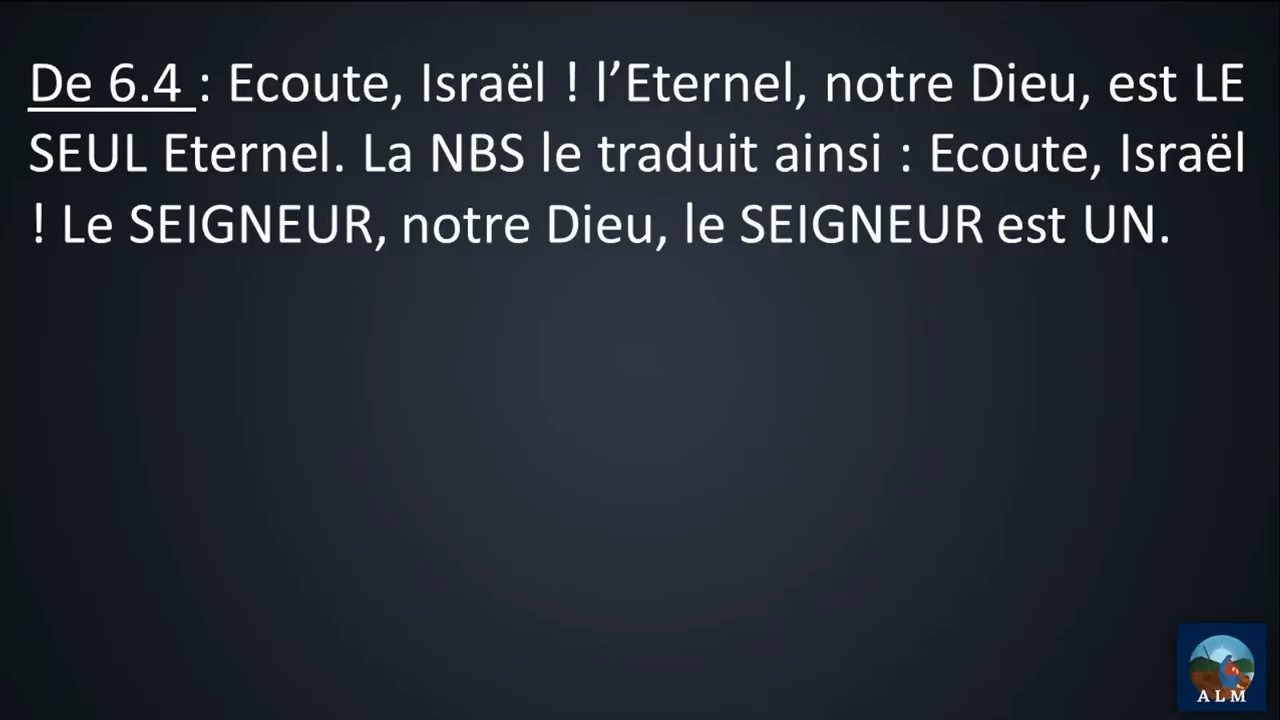 De 6.4 : Ecoute, Israël ! l’Eternel, notre Dieu, est LE
SEUL Eternel. La NBS le traduit ainsi : Ecoute, Israël
! Le SEIGNEUR, notre Dieu, le SEIGNEUR est UN.
ALM